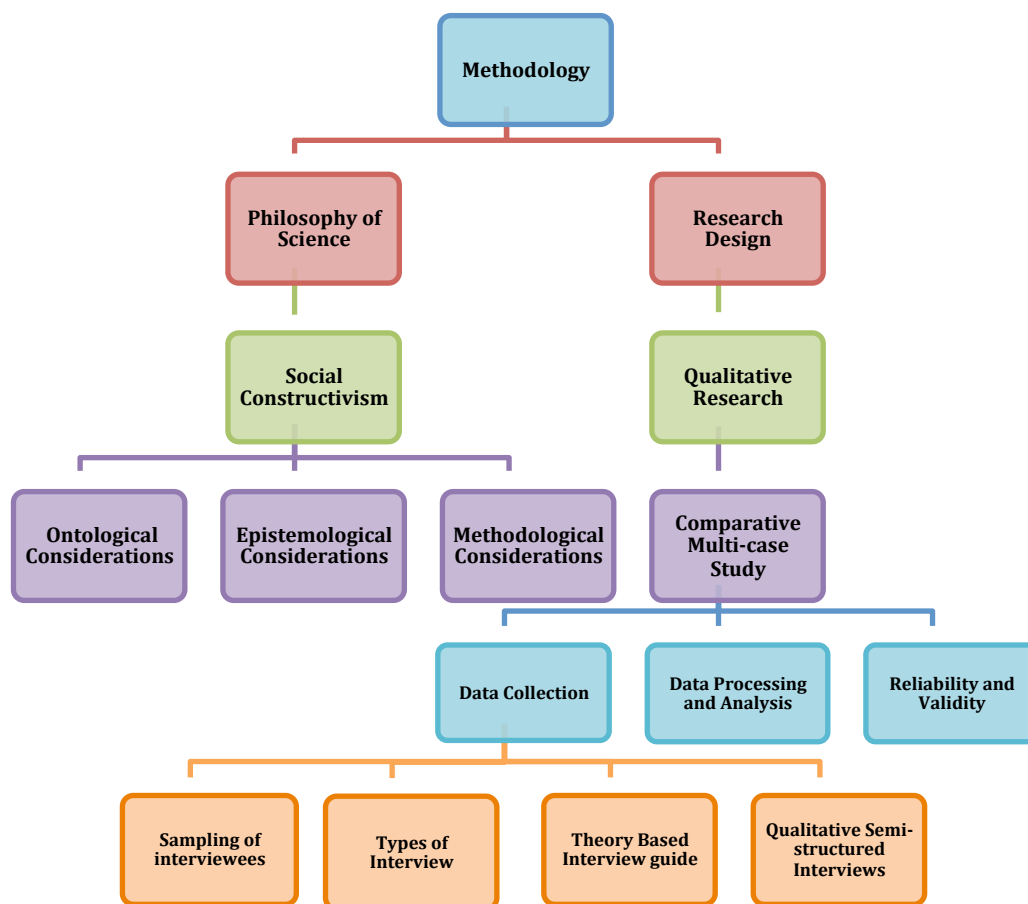 Methodology
Philosophy of
Science
Research
Design
Social
Constructivism
Qualitative
Research
Ontological
Considerations
Epistemological
Considerations
Methodological
Considerations
Comparative
Multi-case
Study
Data Collection
Data Processing
and Analysis
Reliability and
Validity
Sampling of
interviewees
Types of
Interview
Theory Based
Interview guide
Qualitative Semi-
structured
Interviews